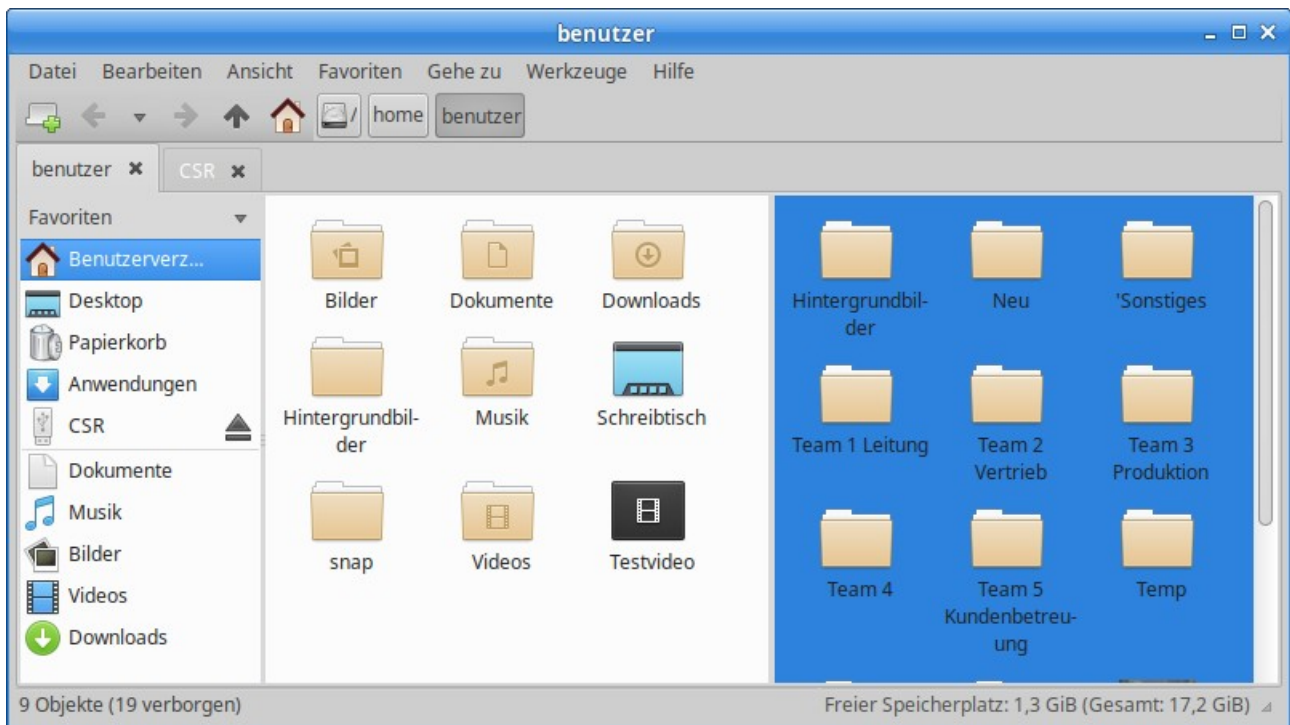 benutzer
Datei Bearbeiten Ansicht Favoriten Gehe zu Werkzeuge Hilfe
/ home benutzer
benutzer CSR
Favoriten
Benutzerverz...
Desktop
Papierkorb
Anwendungen
CSR
Dokumente
Musik
Bilder
Videos
Downloads
Bilder Dokumente Downloads
Hintergrundbil-
der
Musik Schreibtisch
snap Videos Testvideo
Hintergrundbil-
der
Neu 'Sonstiges
Team 1 Leitung
Team 2
Vertrieb
Team 3
Produktion
Team 4
Team 5
Kundenbetreu-
ung
Temp
9 Objekte (19 verborgen)
Freier Speicherplatz: 1,3 GiB (Gesamt: 17,2 GiB)